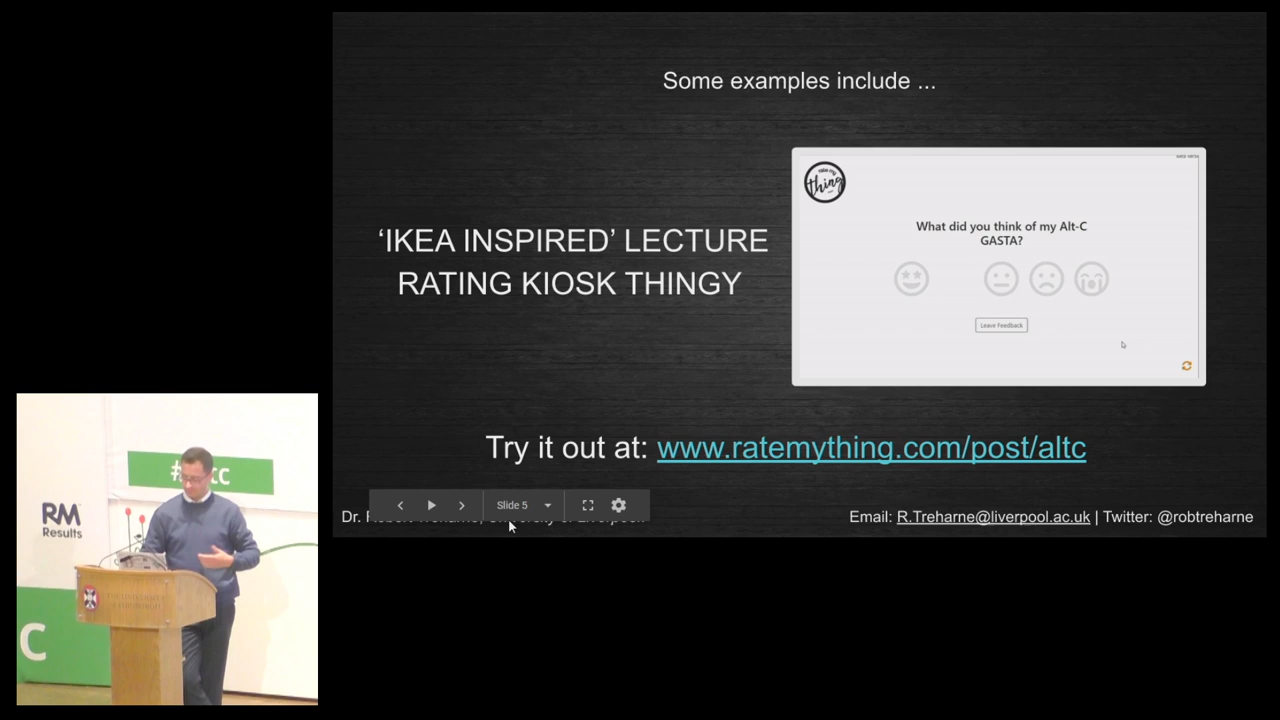 Some examples include ...
rate my
thing
What did you think of my Alt-C
GASTA?
Leave Feedback
‘IKEA INSPIRED’ LECTURE
RATING KIOSK THINGY
Try it out at: www.ratemything.com/post/altc
Slide 5
Dr.
Email: R.Treharne@liverpool.ac.uk | Twitter: @robtreharne
RM
Results
C